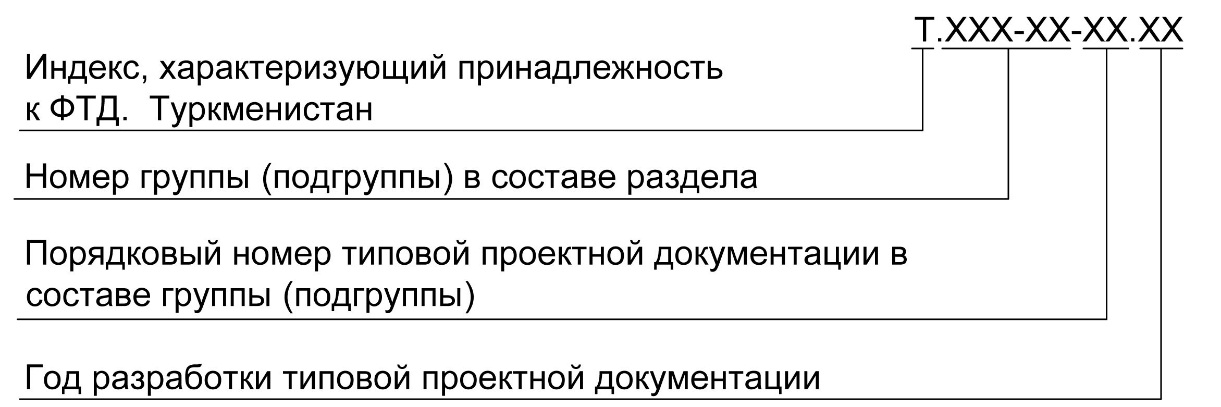 Т.ХХХ-ХХ-ХХ.ХХ
Индекс, характеризующий принадлежность
к ФТД. Туркменистан
Номер группы (подгруппы) в составе раздела
Порядковый номер типовой проектной документации в
составе группы (подгруппы)
Год разработки типовой проектной документации